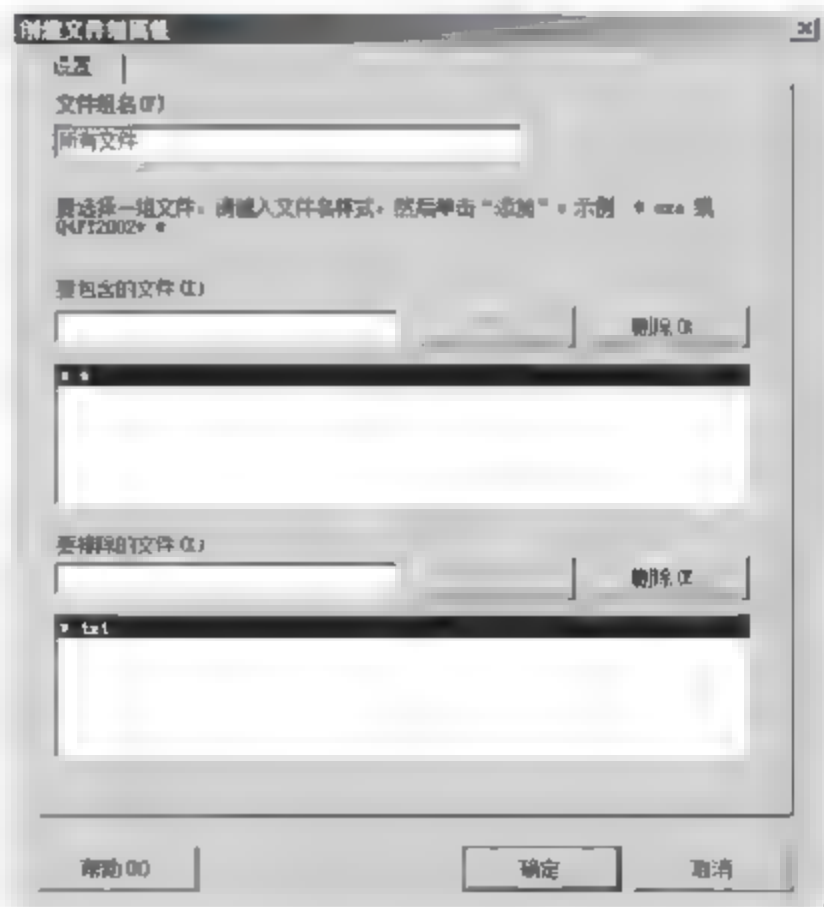 创建文件组属性
设置
文件组名(F)
所有文件
要选择一组文件，请键入文件名样式，然后单击“添加”。示例 * exe 或
Q4FY2002* *
要包含的文件(I)
删除(R
* *
要排除的文件(X)
删除(E
* txt
帮助(H)
确定
取消